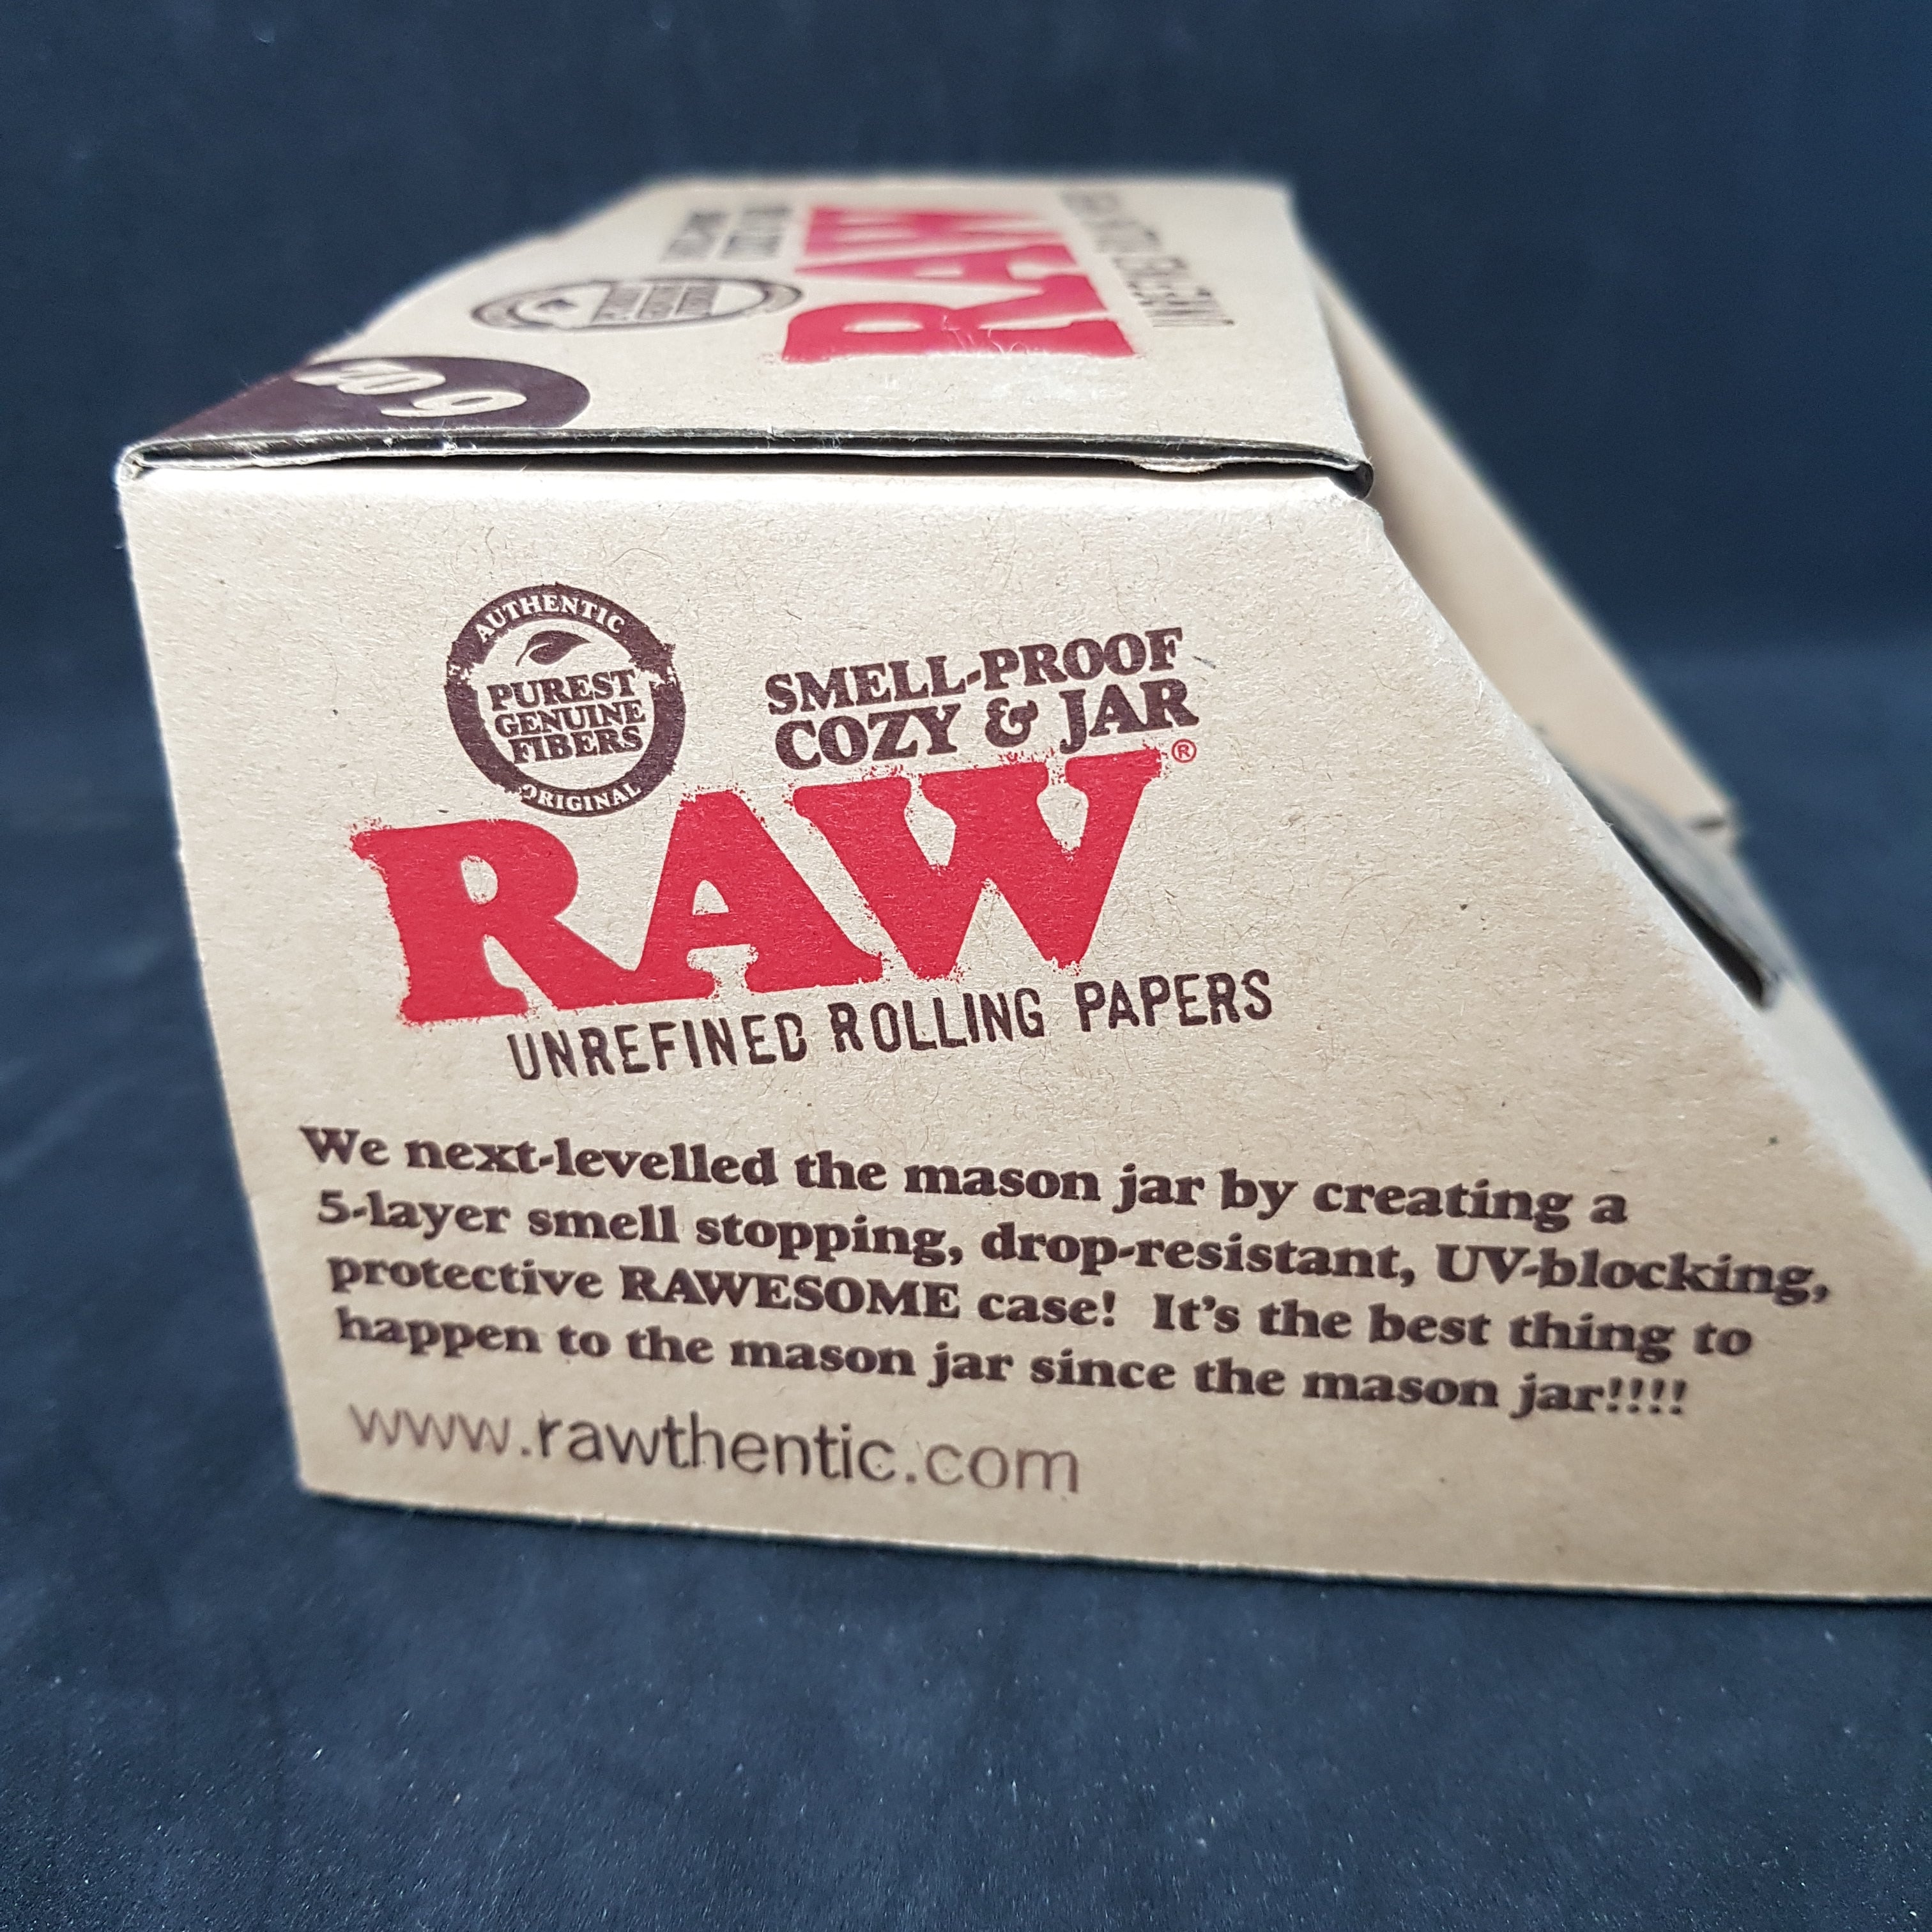 RAW
AUTHENTIC
PUREST
GENUINE
FIBERS
ORIGINAL
SMELL-PROOF
COZY & JAR
RAW®
UNREFINED ROLLING PAPERS
We next-levelled the mason jar by creating a
5-layer smell stopping, drop-resistant, UV-blocking,
protective RAWESOME case! It's the best thing to
happen to the mason jar since the mason jar!!!!
www.rawthentic.com